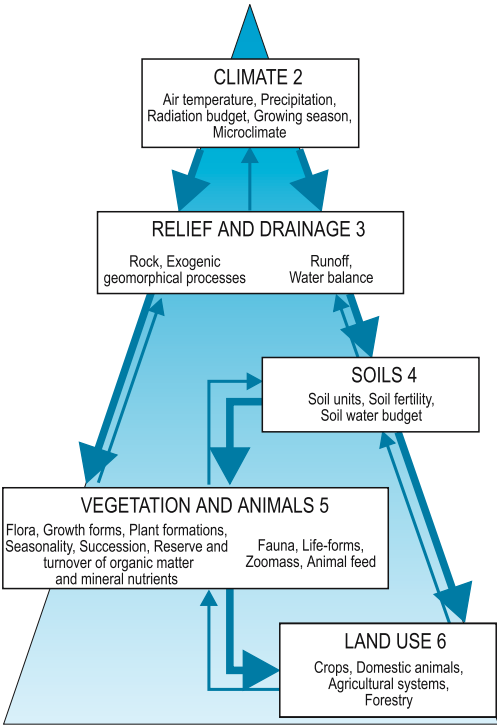 CLIMATE 2
Air temperature, Precipitation,
Radiation budget, Growing season,
Microclimate
RELIEF AND DRAINAGE 3
Rock, Exogenic
geomorphical processes
Runoff,
Water balance
SOILS 4
Soil units, Soil fertility,
Soil water budget
VEGETATION AND ANIMALS 5
Flora, Growth forms, Plant formations,
Seasonality, Succession, Reserve and
turnover of organic matter
and mineral nutrients
Fauna, Life-forms,
Zoomass, Animal feed
LAND USE 6
Crops, Domestic animals,
Agricultural systems,
Forestry